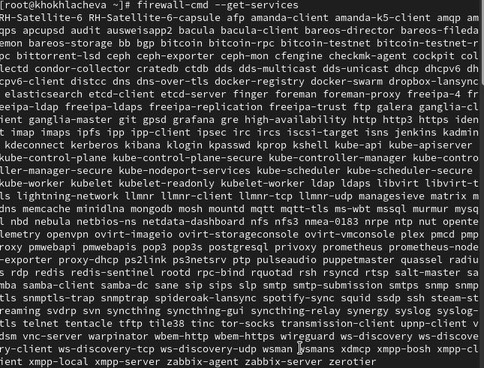 [root@khokhlacheva ~]# firewall-cmd --get-services
RH-Satellite-6 RH-Satellite-6-capsule afp amanda-client amanda-k5-client amqp am
qps apcupsd audit ausweisapp2 bacula bacula-client bareos-director bareos-fileda
emon bareos-storage bb bgp bitcoin bitcoin-rpc bitcoin-testnet bitcoin-testnet-r
pc bittorrent-lsd ceph ceph-exporter ceph-mon cfengine checkmk-agent cockpit col
lectd condor-collector cratedb ctdb dds dds-multicast dds-unicast dhcp dhcpv6 dh
cpv6-client distcc dns dns-over-tls docker-registry docker-swarm dropbox-lansync
 elasticsearch etcd-client etcd-server finger foreman foreman-proxy freeipa-4 fr
eeipa-ldap freeipa-ldaps freeipa-replication freeipa-trust ftp galera ganglia-cl
ient ganglia-master git gpsd grafana gre high-availability http http3 https iden
t imap imaps ipfs ipp ipp-client ipsec irc ircs iscsi-target isns jenkins kadmin
 kdeconnect kerberos kibana klogin kpasswd kprop kshell kube-api kube-apiserver
kube-control-plane kube-control-plane-secure kube-controller-manager kube-contro
ller-manager-secure kube-nodeport-services kube-scheduler kube-scheduler-secure
kube-worker kubelet kubelet-readonly kubelet-worker ldap ldaps libvirt libvirt-t
ls lightning-network llmnr llmnr-client llmnr-tcp llmnr-udp managesieve matrix m
dns memcache minidlna mongodb mosh mountd mqtt mqtt-tls ms-wbt mssql murmur mysq
l nbd nebula netbios-ns netdata-dashboard nfs nfs3 nmea-0183 nrpe ntp nut opente
lemetry openvpn ovirt-imageio ovirt-storageconsole ovirt-vmconsole plex pmcd pmp
roxy pmwebapi pmwebapis pop3 pop3s postgresql privoxy prometheus prometheus-node
-exporter proxy-dhcp ps2link ps3netsrv ptp pulseaudio puppetmaster quassel radiu
s rdp redis redis-sentinel rootd rpc-bind rquotad rsh rsyncd rtsp salt-master sa
mba samba-client samba-dc sane sip sips slp smtp smtp-submission smtps snmp snmp
tls snmptls-trap snmptrap spideroak-lansync spotify-sync squid ssdp ssh steam-st
reaming svdrp svn syncthing syncthing-gui syncthing-relay synergy syslog syslog-
tls telnet tentacle tftp tile38 tinc tor-socks transmission-client upnp-client v
dsm vnc-server warpinator wbem-http wbem-https wireguard ws-discovery ws-discove
ry-client ws-discovery-tcp ws-discovery-udp wsman wsmans xdmcp xmpp-bosh xmpp-cl
ient xmpp-local xmpp-server zabbix-agent zabbix-server zerotier